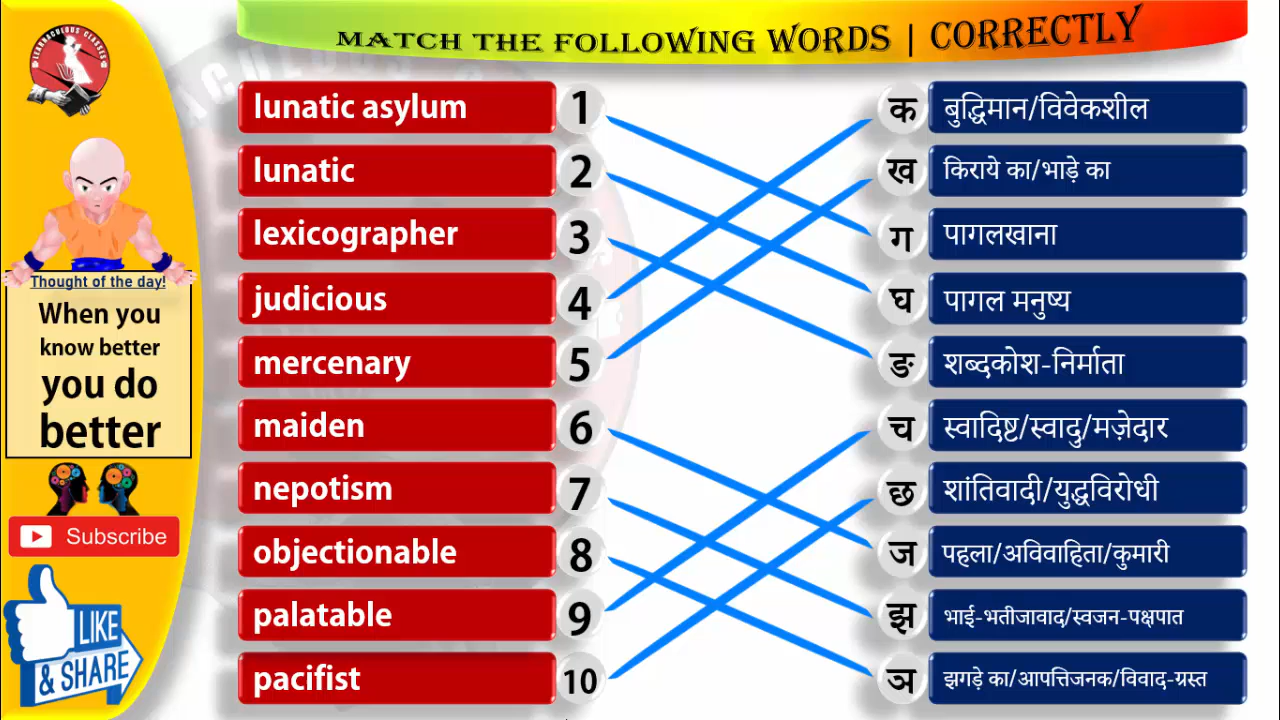 MATCH THE FOLLOWING WORDS | CORRECTLY
lunatic asylum 1 क बुद्धिमान/विवेकशील
lunatic 2 ख किराये का/भाड़े का
lexicographer 3 ग पागलखाना
judicious 4 घ पागल मनुष्य
mercenary 5 ङ शब्दकोश-निर्माता
maiden 6 च स्वादिष्ट/स्वादु/मज़ेदार
nepotism 7 छ शांतिवादी/युद्धविरोधी
objectionable 8 ज पहला/अविवाहिता/कुमारी
palatable 9 झ भाई-भतीजावाद/स्वजन-पक्षपात
pacifist 10 ञ झगड़े का/आपत्तिजनक/विवाद-ग्रस्त
Thought of the day!
When you
know better
you do
better
Subscribe
LIKE
& SHARE